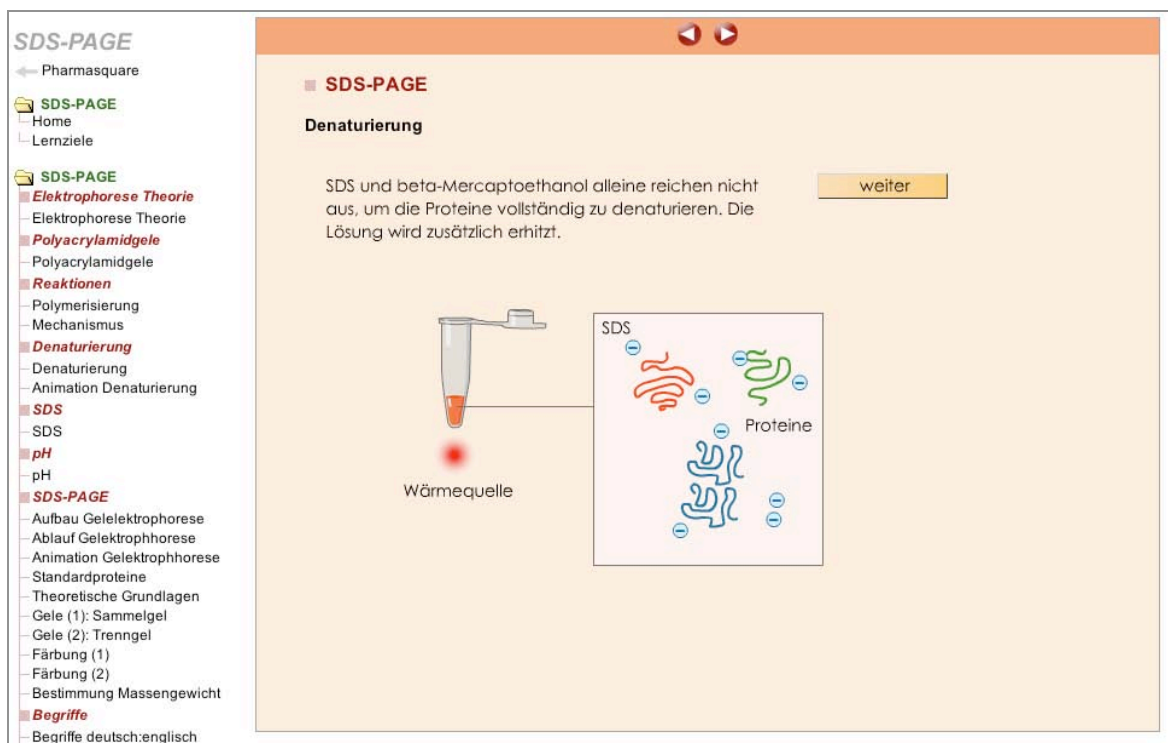 SDS-PAGE
Pharmasquare
SDS-PAGE
Home
Lernziele
SDS-PAGE
Elektrophorese Theorie
Elektrophorese Theorie
Polyacrylamidgele
Polyacrylamidgele
Reaktionen
Polymerisierung
Mechanismus
Denaturierung
Denaturierung
Animation Denaturierung
SDS
SDS
pH
pH
SDS-PAGE
Aufbau Gelelektophorese
Ablauf Gelektrophhorese
Animation Gelektrophhorese
Standardproteine
Theoretische Grundlagen
Gele (1): Sammelgel
Gele (2): Trenngel
Färbung (1)
Färbung (2)
Bestimmung Massengewicht
Begriffe
Begriffe deutsch:englisch
SDS-PAGE
Denaturierung
SDS und beta-Mercaptoethanol alleine reichen nicht
aus, um die Proteine vollständig zu denaturieren. Die
Lösung wird zusätzlich erhitzt.
weiter
SDS
Proteine
Wärmequelle